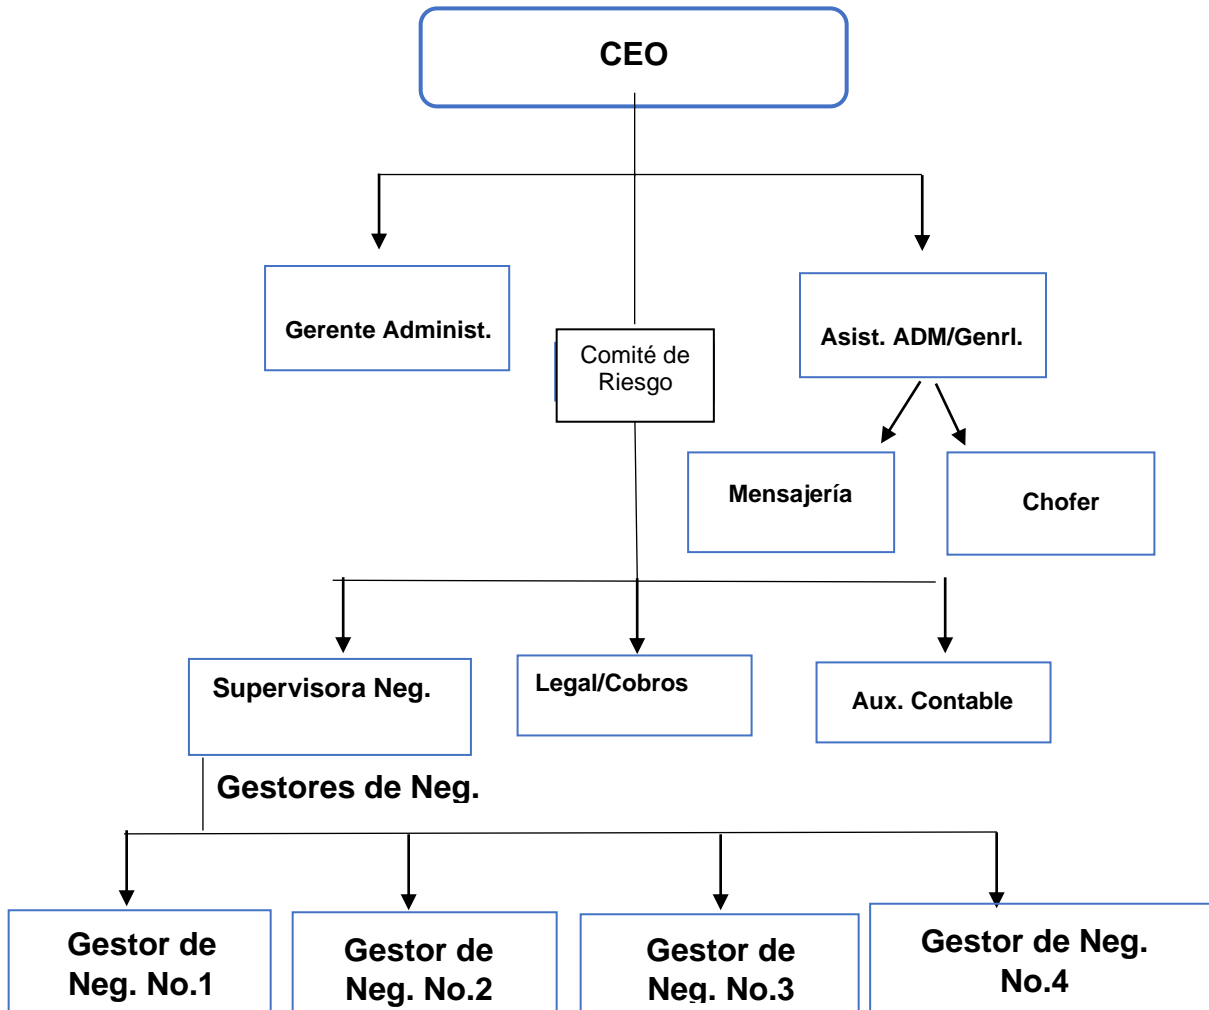 CEO
Gerente Administ.
Asist. ADM/Genrl.
Comité de
Riesgo
Mensajería
Chofer
Supervisora Neg.
Legal/Cobros
Aux. Contable
Gestores de Neg.
Gestor de
Neg. No.1
Gestor de
Neg. No.2
Gestor de
Neg. No.3
Gestor de Neg.
No.4